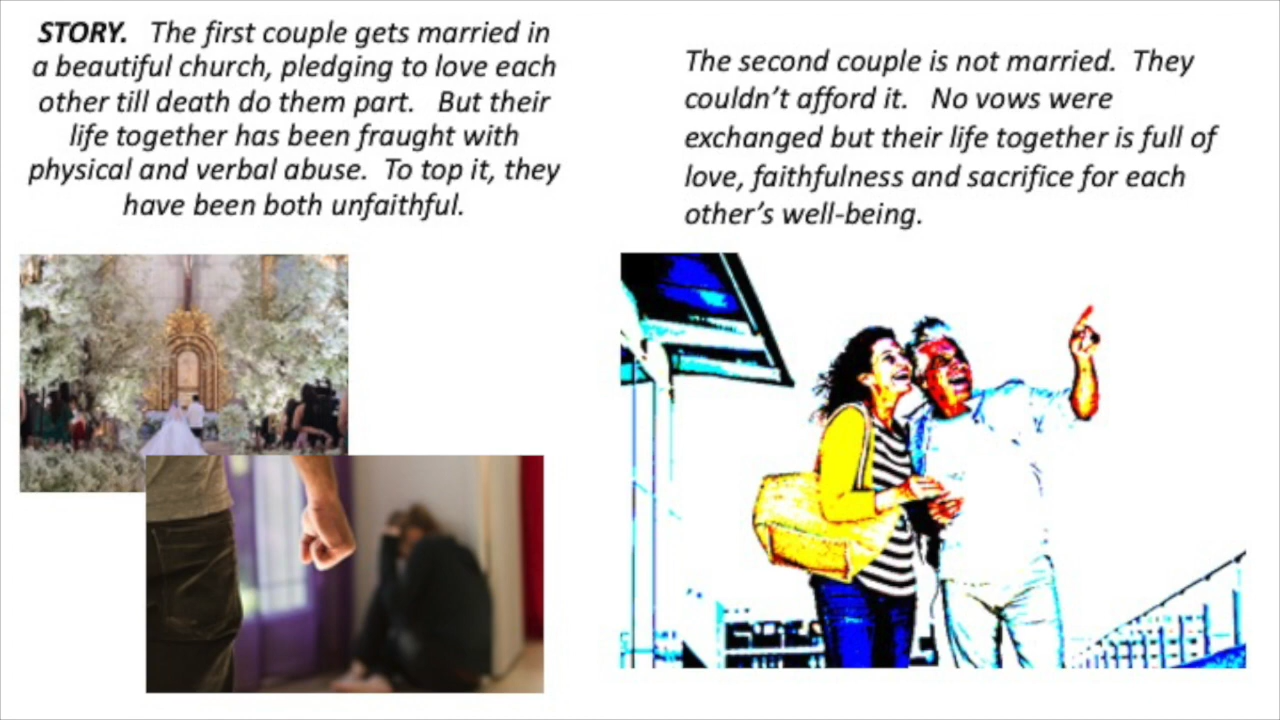 STORY. The first couple gets married in
a beautiful church, pledging to love each
other till death do them part. But their
life together has been fraught with
physical and verbal abuse. To top it, they
have been both unfaithful.
The second couple is not married. They
couldn’t afford it. No vows were
exchanged but their life together is full of
love, faithfulness and sacrifice for each
other’s well-being.